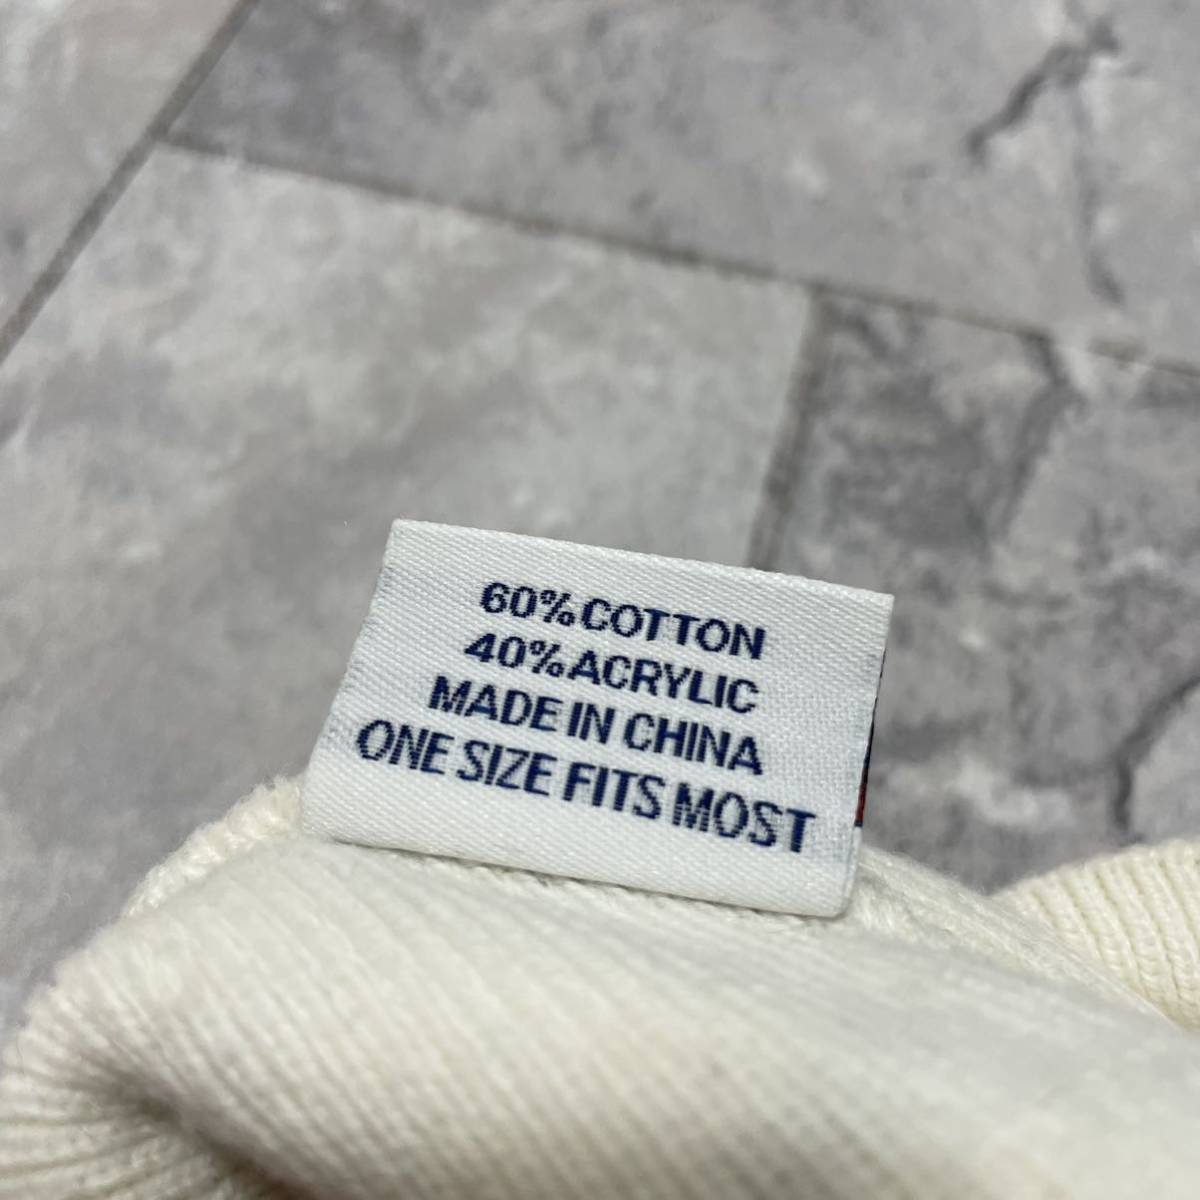 60% COTTON
40% ACRYLIC
MADE IN CHINA
ONE SIZE FITS MOST